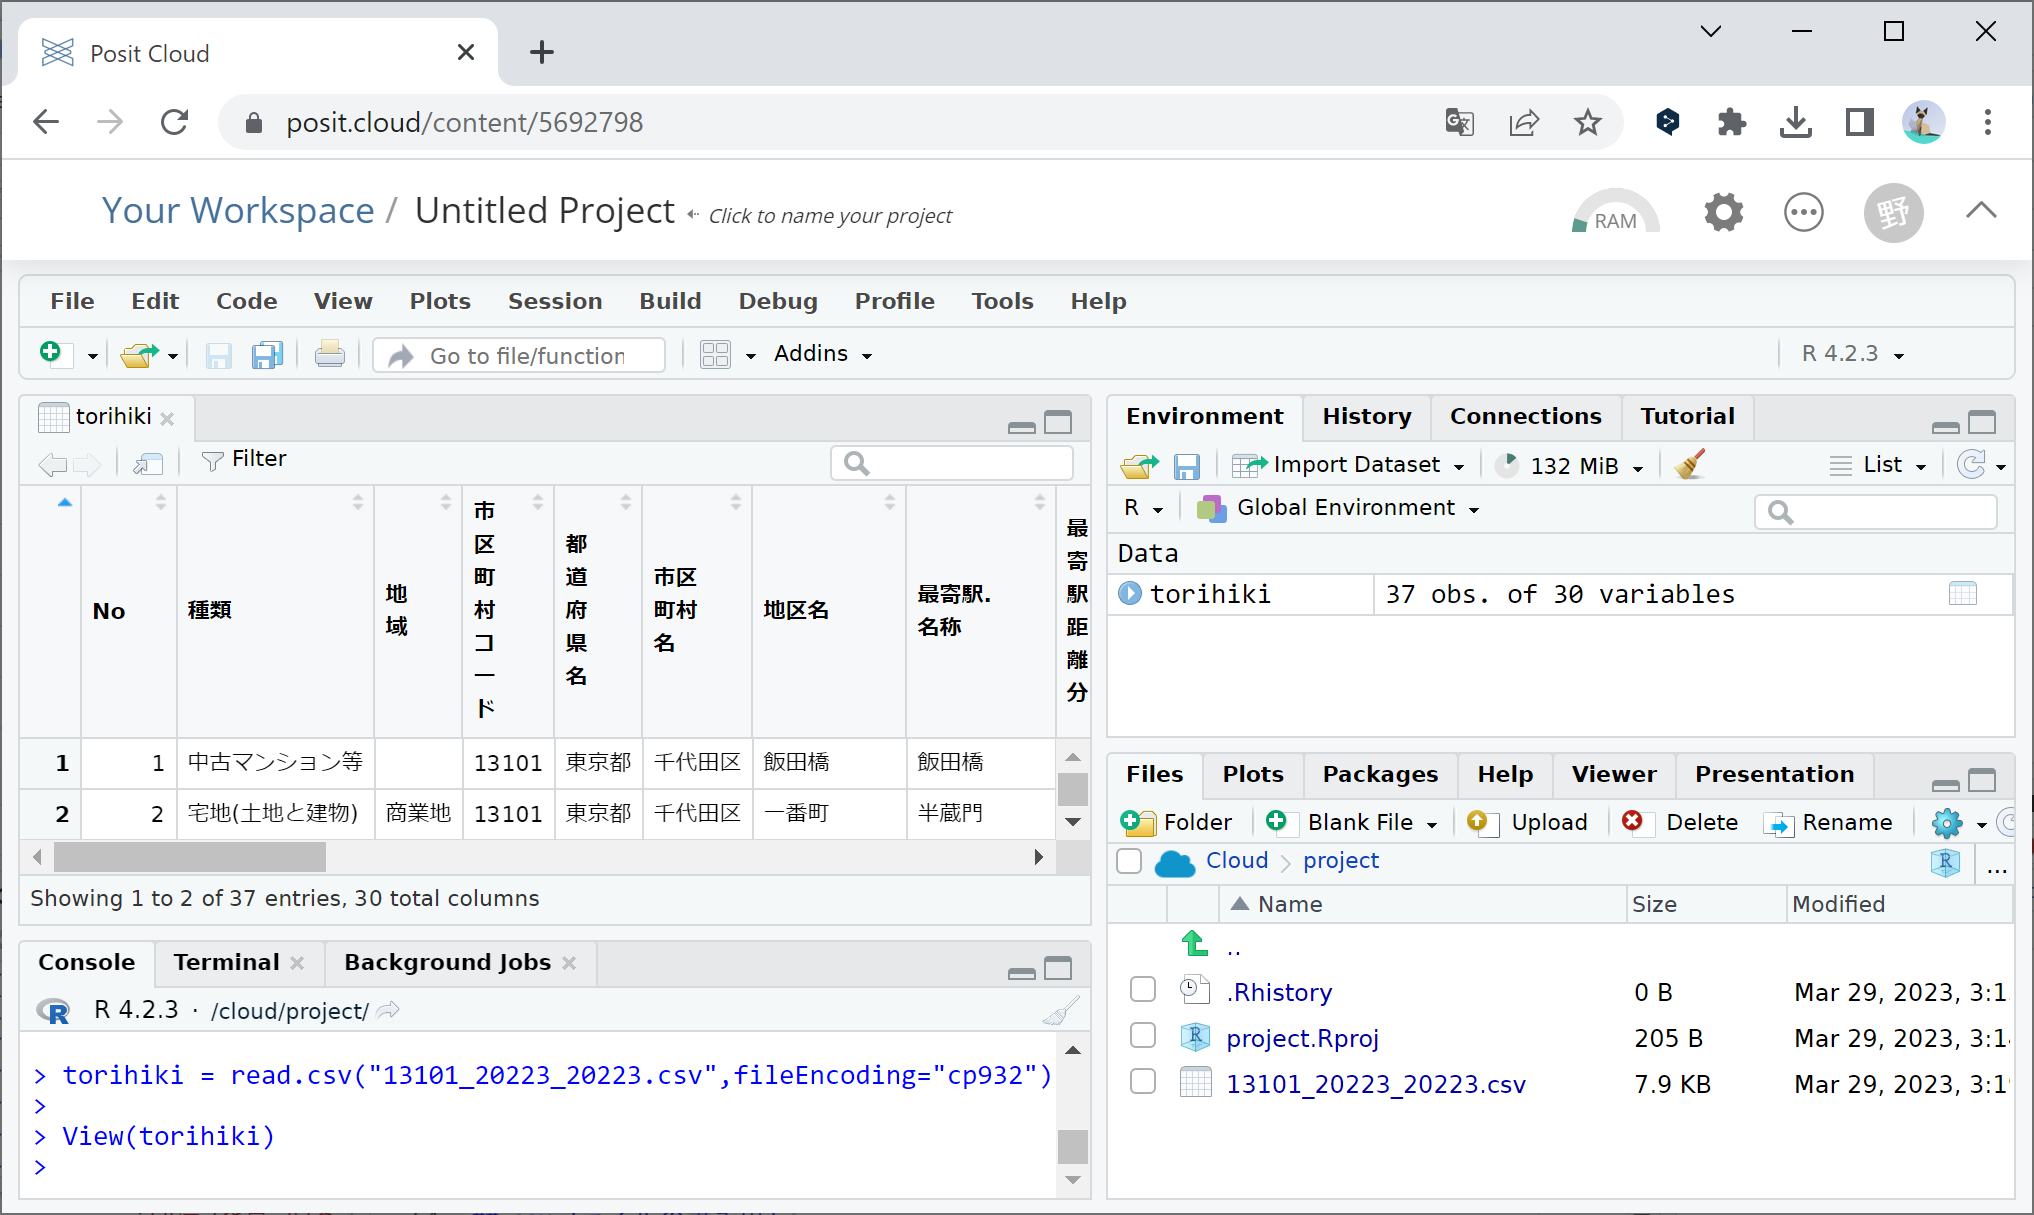 Posit Cloud
posit.cloud/content/5692798
Your Workspace / Untitled Project Click to name your project
RAM
野
File Edit Code View Plots Session Build Debug Profile Tools Help
Go to file/function
Addins
R 4.2.3
torihiki
Filter
No 種類 地域 市区町村コード 都道府県名 市区町村名 地区名 最寄駅.名称 最寄駅距離分
1 1 中古マンション等 13101 東京都 千代田区 飯田橋 飯田橋
2 2 宅地(土地と建物) 商業地 13101 東京都 千代田区 一番町 半蔵門
Showing 1 to 2 of 37 entries, 30 total columns
Console Terminal Background Jobs
R 4.2.3 · /cloud/project/
> torihiki = read.csv("13101_20223_20223.csv",fileEncoding="cp932")
>
> View(torihiki)
>
Environment History Connections Tutorial
Import Dataset 132 MiB List
R Global Environment
Data
torihiki 37 obs. of 30 variables
Files Plots Packages Help Viewer Presentation
Folder Blank File Upload Delete Rename
Cloud project
R ...
Name Size Modified
..
.Rhistory 0 B Mar 29, 2023, 3:1
project.Rproj 205 B Mar 29, 2023, 3:1
13101_20223_20223.csv 7.9 KB Mar 29, 2023, 3:1